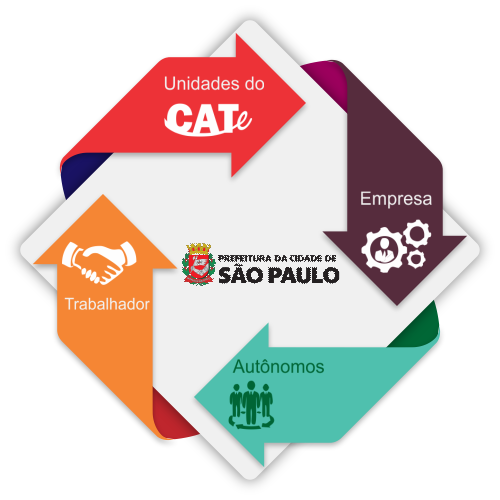 Unidades do
CATe
Empresa
PREFEITURA DA CIDADE DE
SÃO PAULO
Trabalhador
Autônomos